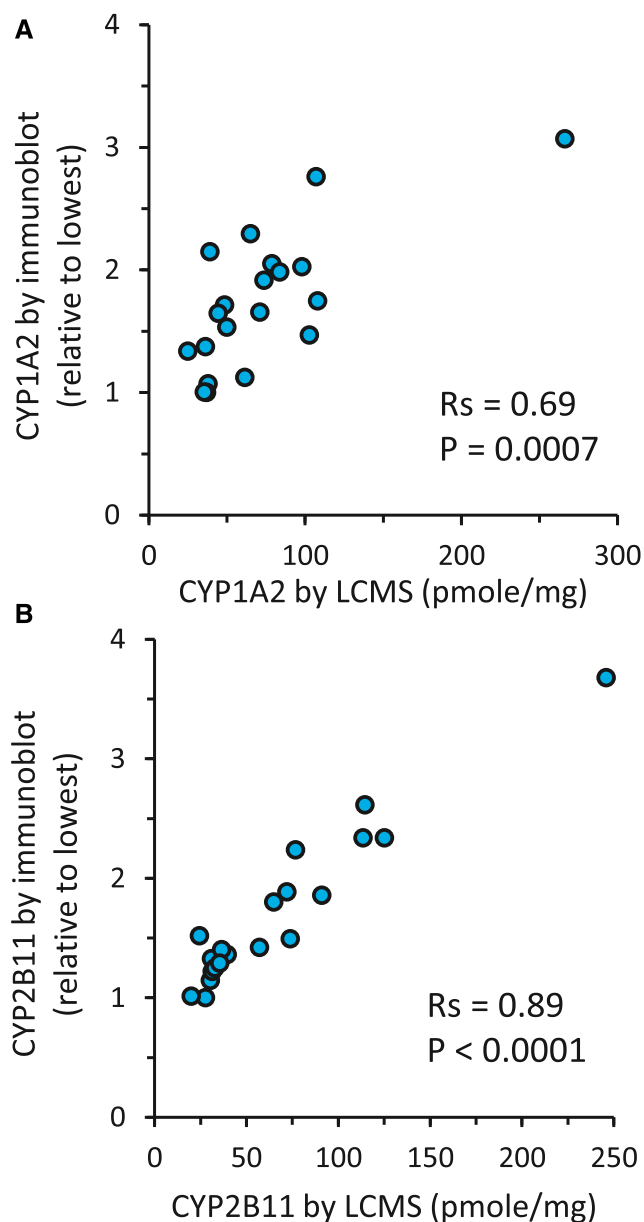 A
4
3
2
1
0
CYP1A2 by immunoblot
(relative to lowest)
Rs = 0.69
P = 0.0007
0 100 200 300
CYP1A2 by LCMS (pmole/mg)
B
4
3
2
1
0
CYP2B11 by immunoblot
(relative to lowest)
Rs = 0.89
P < 0.0001
0 50 100 150 200 250
CYP2B11 by LCMS (pmole/mg)